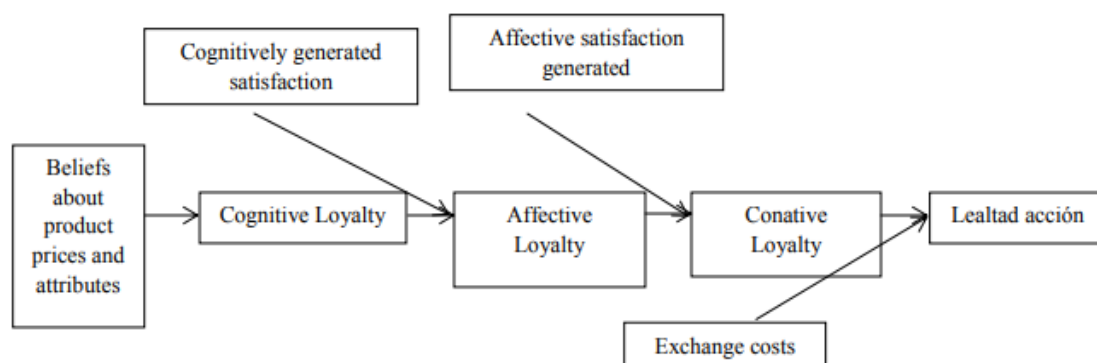 Cognitively generated
satisfaction
Affective satisfaction
generated
Beliefs
about
product
prices and
attributes
Cognitive Loyalty
Affective
Loyalty
Conative
Loyalty
Lealtad acción
Exchange costs